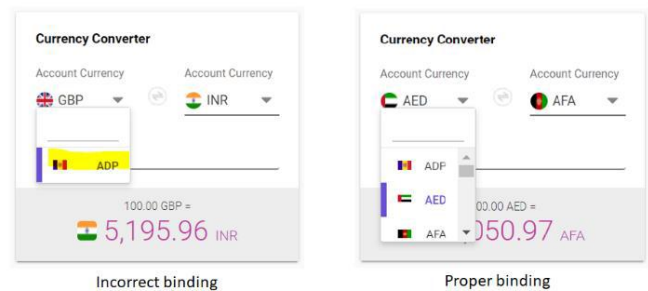 Currency Converter
Account Currency
Account Currency
GBP
INR
ADP
100.00 GBP =
5,195.96 INR
Incorrect binding
Currency Converter
Account Currency
Account Currency
AED
AFA
ADP
AED
AFA
00.00 AED =
050.97 AFA
Proper binding